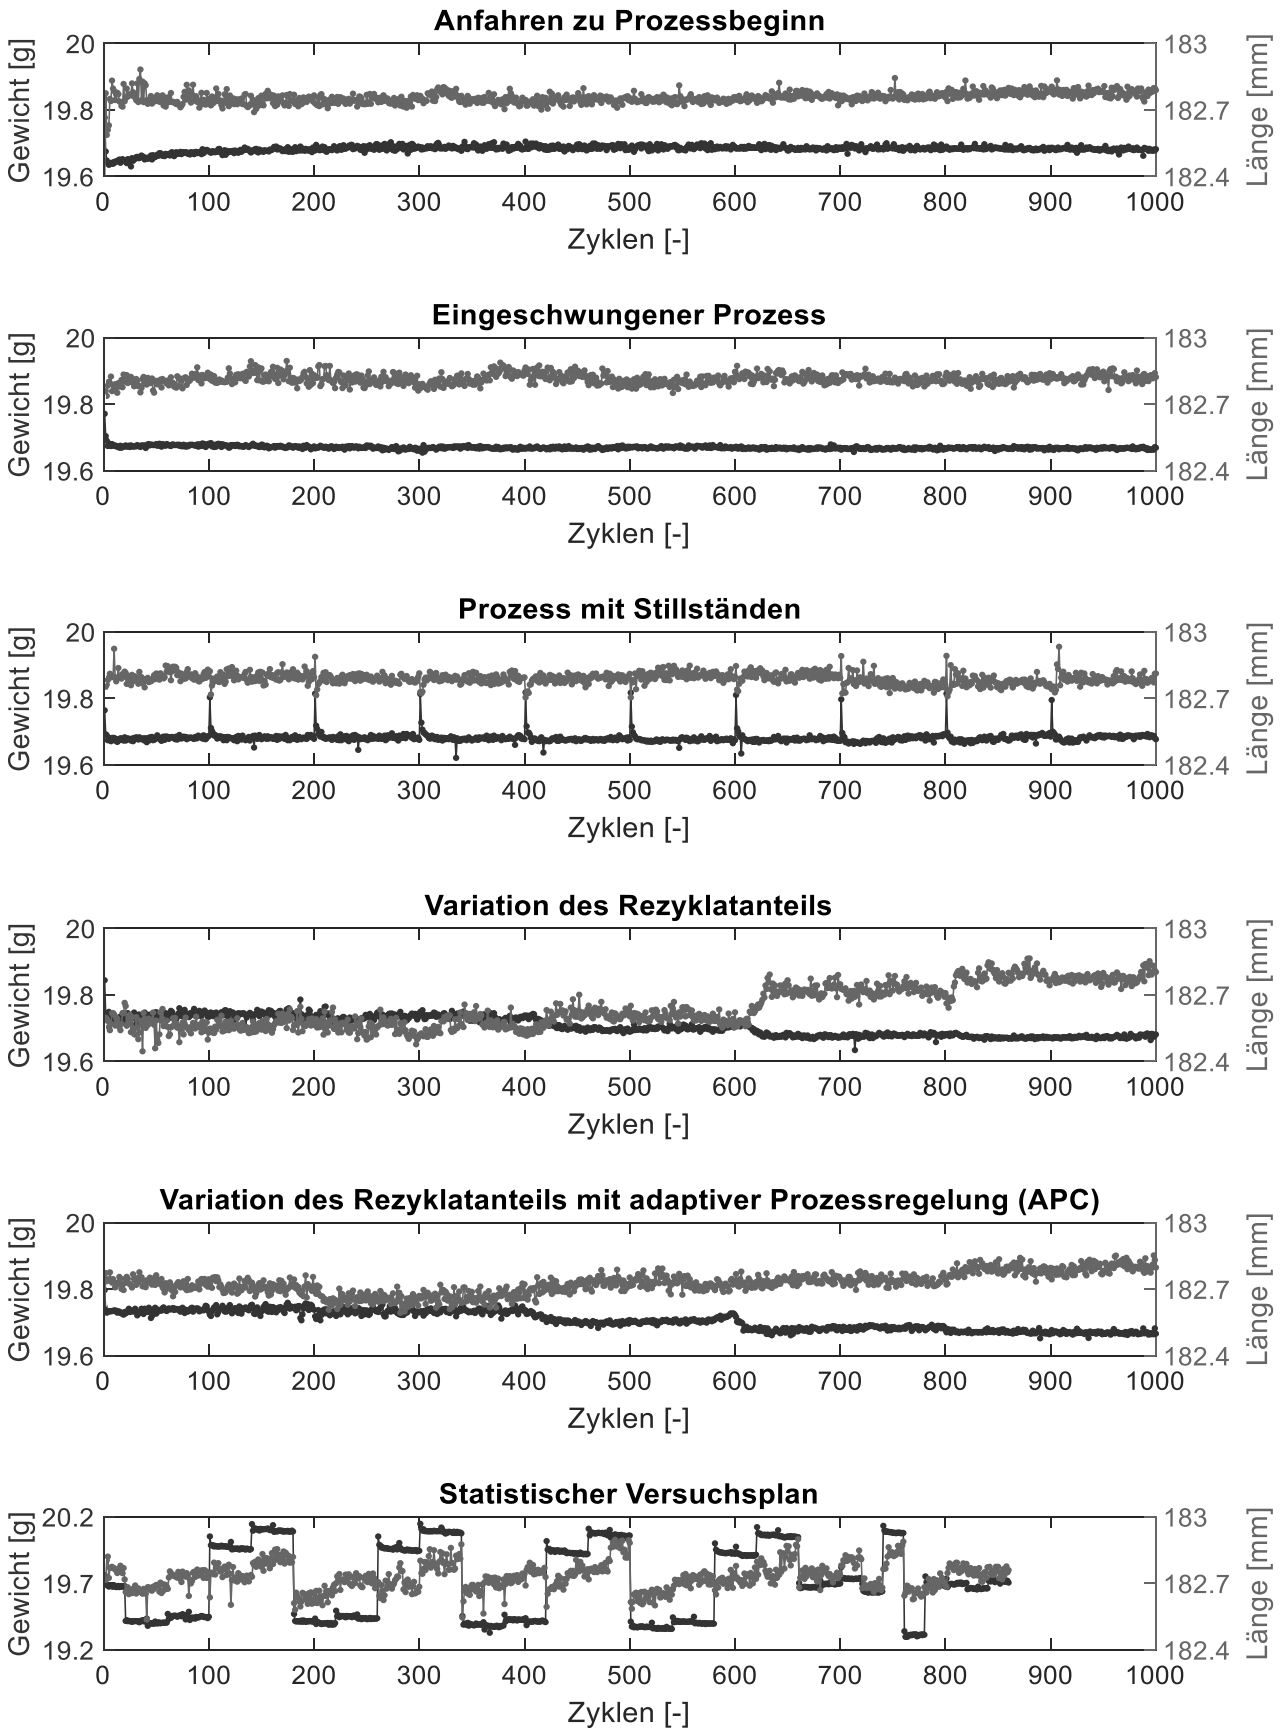 Anfahren zu Prozessbeginn
Gewicht [g]
20
19.8
19.6
183
182.7
182.4
Länge [mm]
0 100 200 300 400 500 600 700 800 900 1000
Zyklen [-]
Eingeschwungener Prozess
Gewicht [g]
20
19.8
19.6
183
182.7
182.4
Länge [mm]
0 100 200 300 400 500 600 700 800 900 1000
Zyklen [-]
Prozess mit Stillständen
Gewicht [g]
20
19.8
19.6
183
182.7
182.4
Länge [mm]
0 100 200 300 400 500 600 700 800 900 1000
Zyklen [-]
Variation des Rezyklatanteils
Gewicht [g]
20
19.8
19.6
183
182.7
182.4
Länge [mm]
0 100 200 300 400 500 600 700 800 900 1000
Zyklen [-]
Variation des Rezyklatanteils mit adaptiver Prozessregelung (APC)
Gewicht [g]
20
19.8
19.6
183
182.7
182.4
Länge [mm]
0 100 200 300 400 500 600 700 800 900 1000
Zyklen [-]
Statistischer Versuchsplan
Gewicht [g]
20.2
19.7
19.2
183
182.7
182.4
Länge [mm]
0 100 200 300 400 500 600 700 800 900 1000
Zyklen [-]